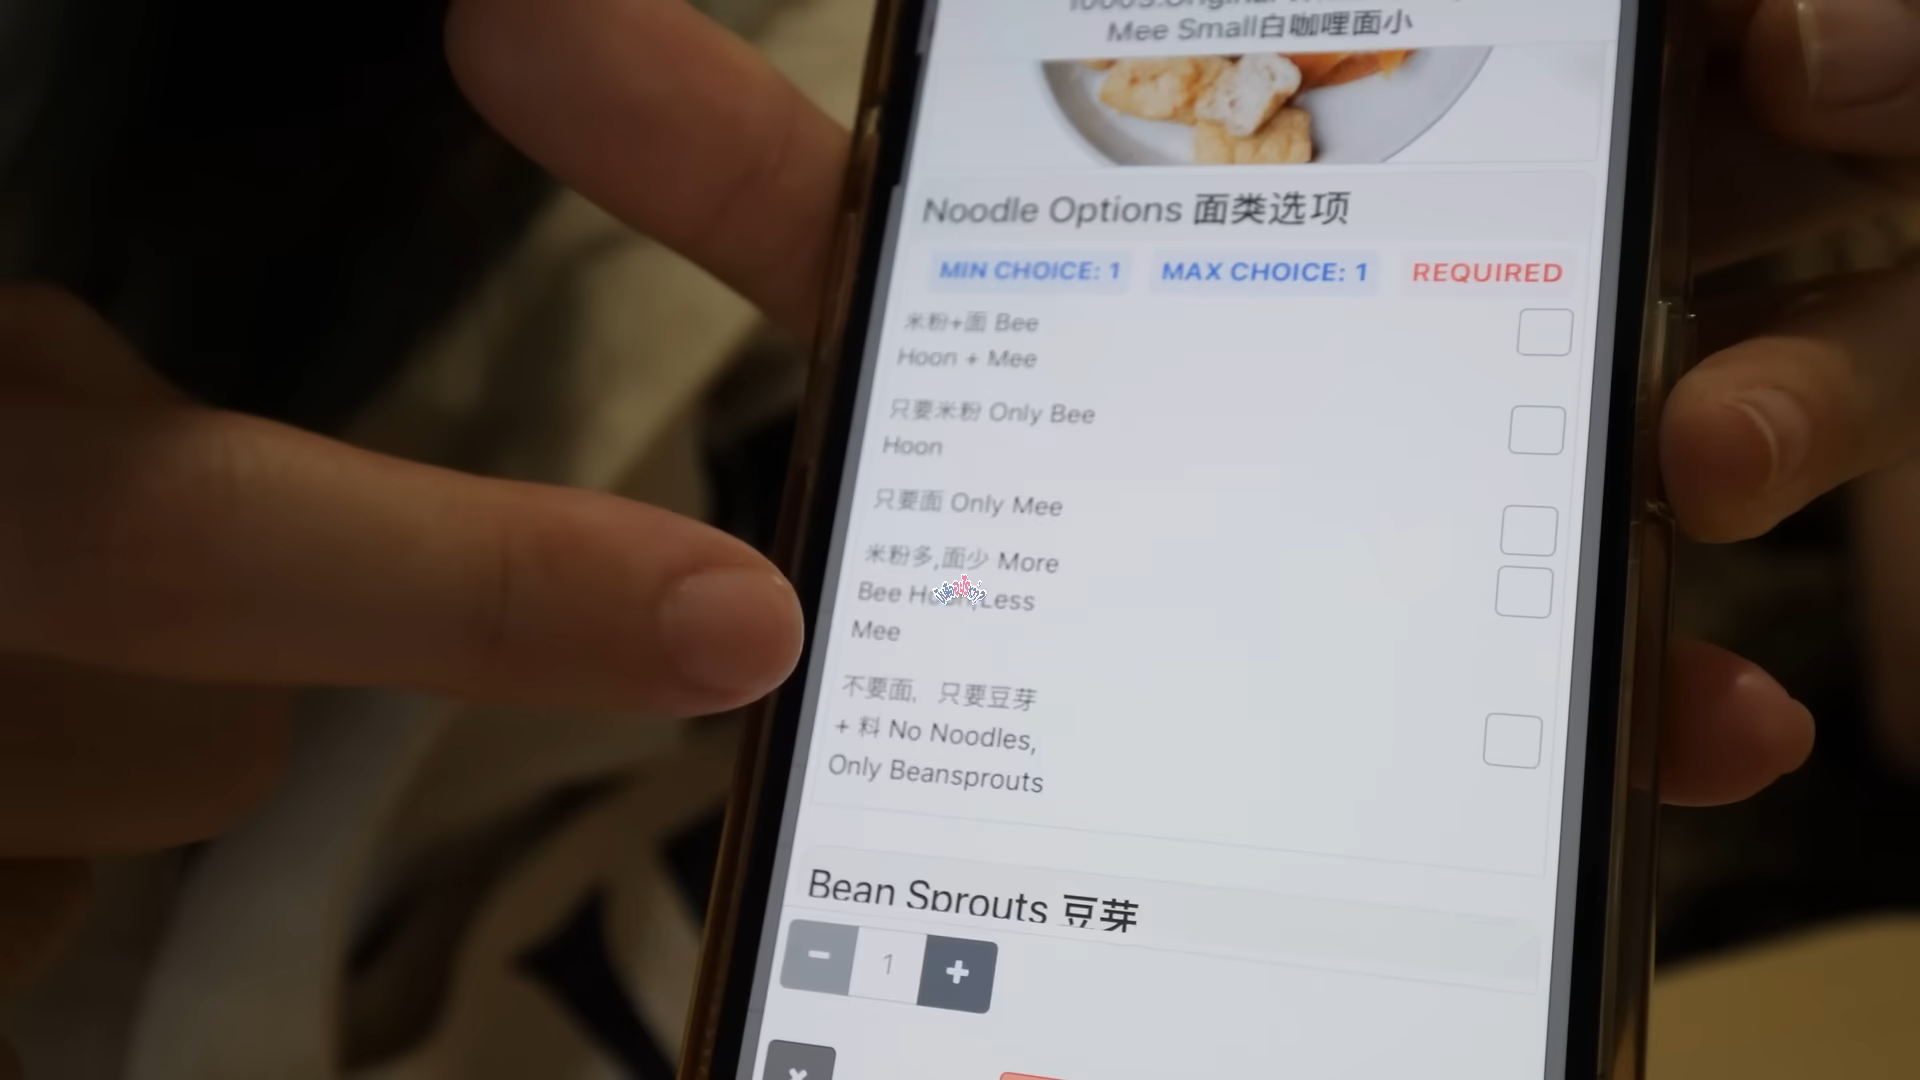 Mee Small白咖哩面小
Noodle Options 面类选项
MIN CHOICE: 1 MAX CHOICE: 1 REQUIRED
米粉+面 Bee
Hoon + Mee
只要米粉 Only Bee
Hoon
只要面 Only Mee
米粉多,面少 More
Bee Hoon,Less
Mee
不要面, 只要豆芽
+ 料 No Noodles,
Only Beansprouts
Bean Sprouts 豆芽
- 1 +